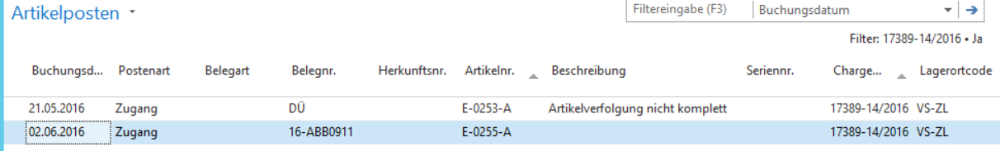 Artikelposten
Filtereingabe (F3) Buchungsdatum
Filter: 17389-14/2016 • Ja
Buchungsd... Postenart Belegart Belegnr. Herkunftsnr. Artikelnr. Beschreibung Seriennr. Charge... Lagerortcode
21.05.2016 Zugang DÜ E-0253-A Artikelverfolgung nicht komplett 17389-14/2016 VS-ZL
02.06.2016 Zugang 16-ABB0911 E-0255-A 17389-14/2016 VS-ZL